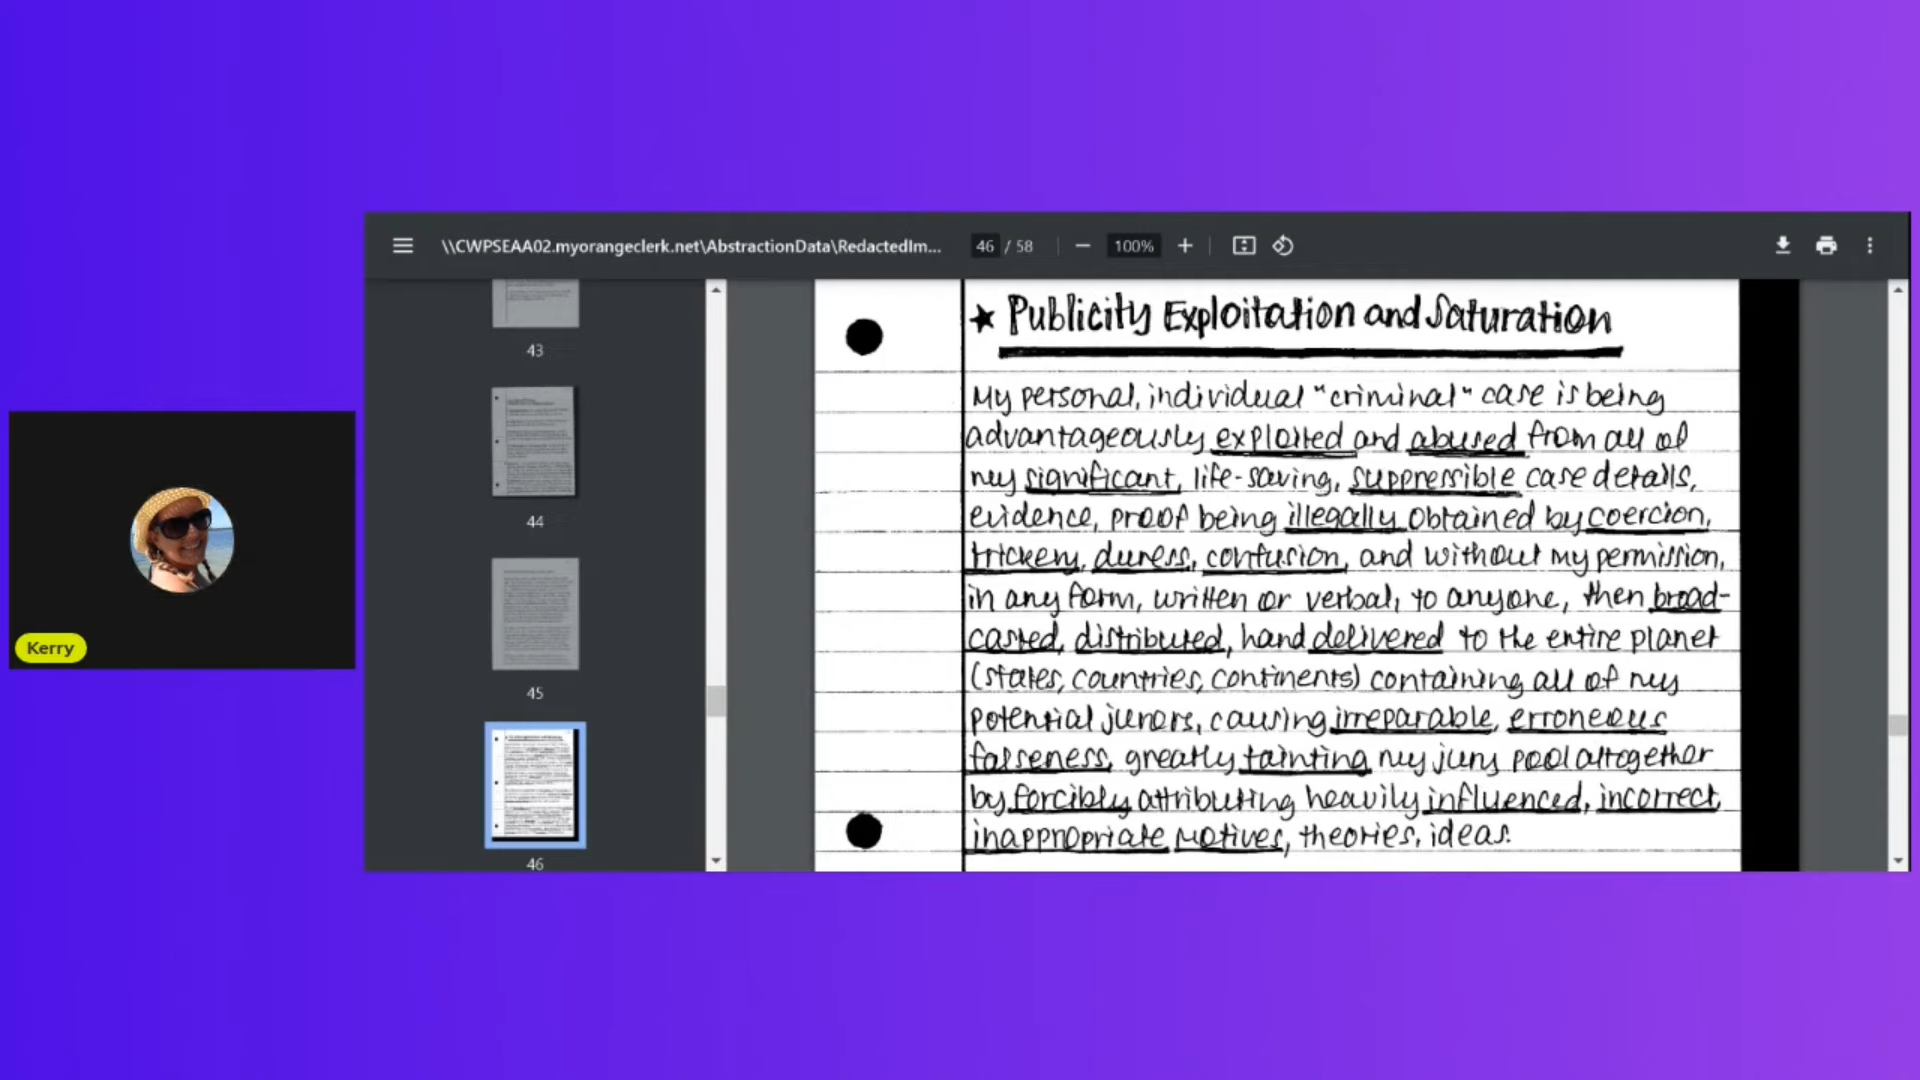 \\CWPSEAA02.myorangeclerk.net\AbstractionData\RedactedIm...
46 / 58
100%
43
44
45
46
Kerry
★ Publicity Exploitation and Saturation
My personal, individual "criminal" case is being
advantageously exploited and abused from all of
my significant, life-saving, suppressible case details,
evidence, proof being illegally obtained by coercion,
trickery, duress, confusion, and without my permission,
in any form, written or verbal, to anyone, then broad-
casted, distributed, hand delivered to the entire planet
(states, countries, continents) containing all of my
potential jurors, causing irreparable, erroneous
falseness, greatly tainting my jury pool altogether
by forcibly attributing heavily influenced, incorrect,
inappropriate motives, theories, ideas.